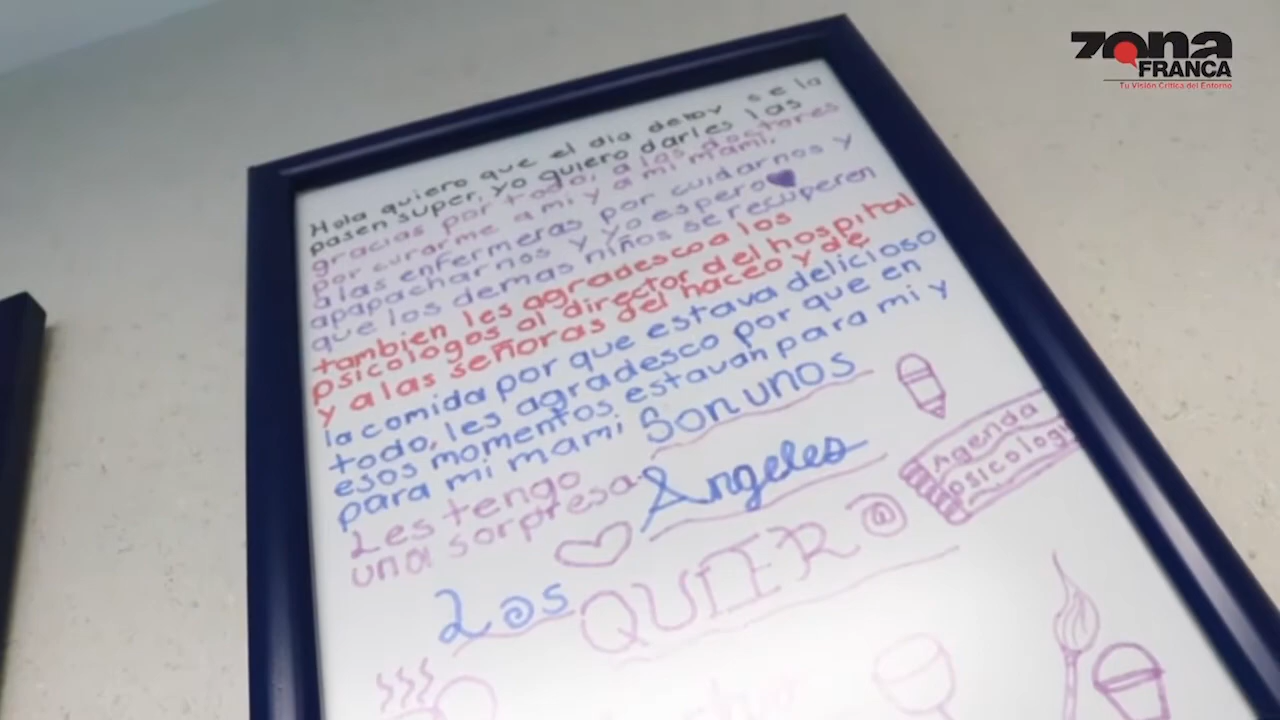 ZONA
FRANCA
Tu Visión Crítica del Entorno
Hola quiero que el dia de hoy se la
pasen super, yo quiero darles las
gracias por todo, a las doctores
por curarme a mi y a mi mami,
a las enfermeras por cuidarnos y
apapacharnos y yo espero
que los demas niños se recuperen
tambien les agradesco a los
psicologos al director del hospital
y a las señoras del haceo y de
la comida por que estava delicioso
todo, les agradesco por que en
esos momentos estavan para mi y
para mi mami Son unos
Angeles
Les tengo
una sorpresa
Los QUIER@
Agenda
psicologi